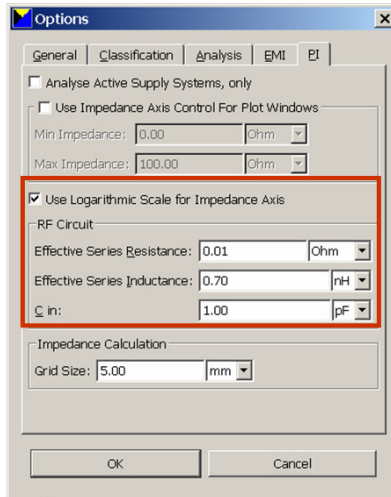 Options
General Classification Analysis EMI PI
Analyse Active Supply Systems, only
Use Impedance Axis Control For Plot Windows
Min Impedance: 0.00 Ohm
Max Impedance: 100.00 Ohm
Use Logarithmic Scale for Impedance Axis
RF Circuit
Effective Series Resistance: 0.01 Ohm
Effective Series Inductance: 0.70 nH
C in: 1.00 pF
Impedance Calculation
Grid Size: 5.00 mm
OK Cancel